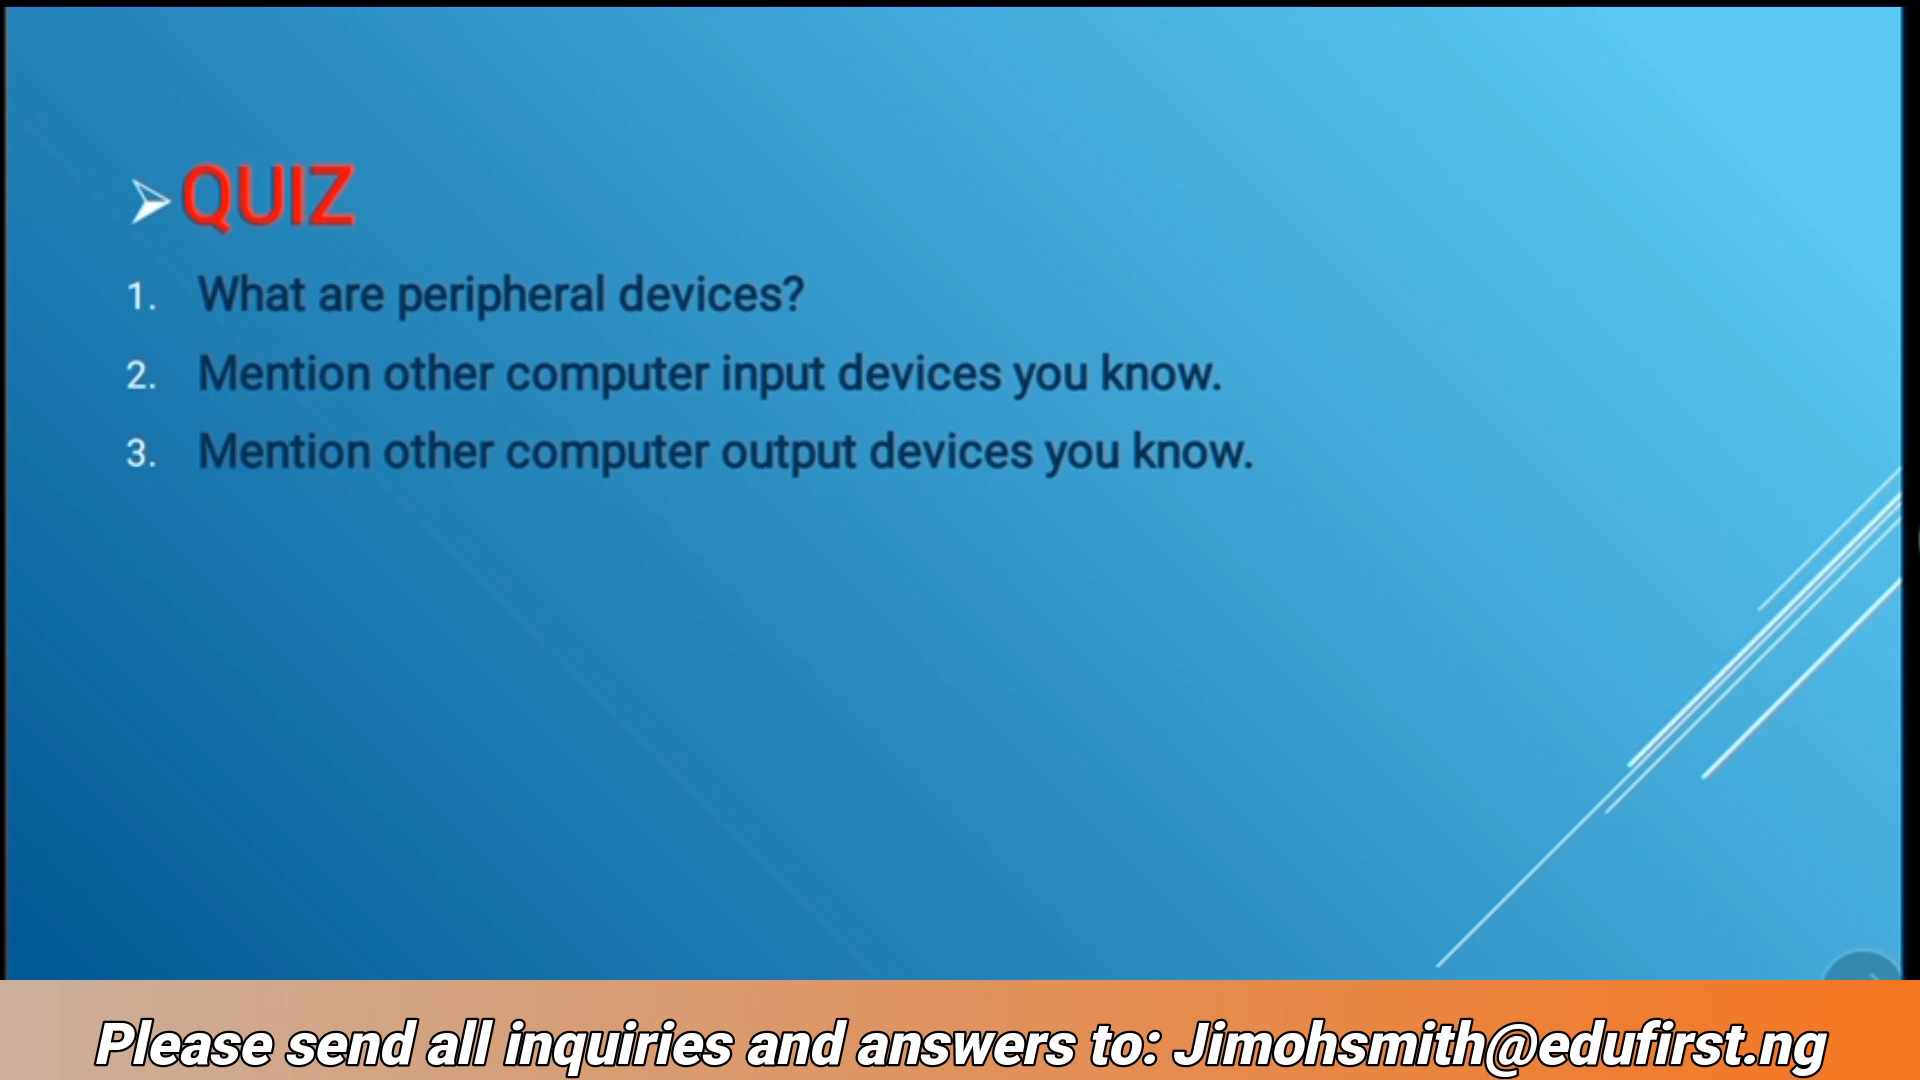 QUIZ
1. What are peripheral devices?
2. Mention other computer input devices you know.
3. Mention other computer output devices you know.
Please send all inquiries and answers to: Jimohsmith@edufirst.ng